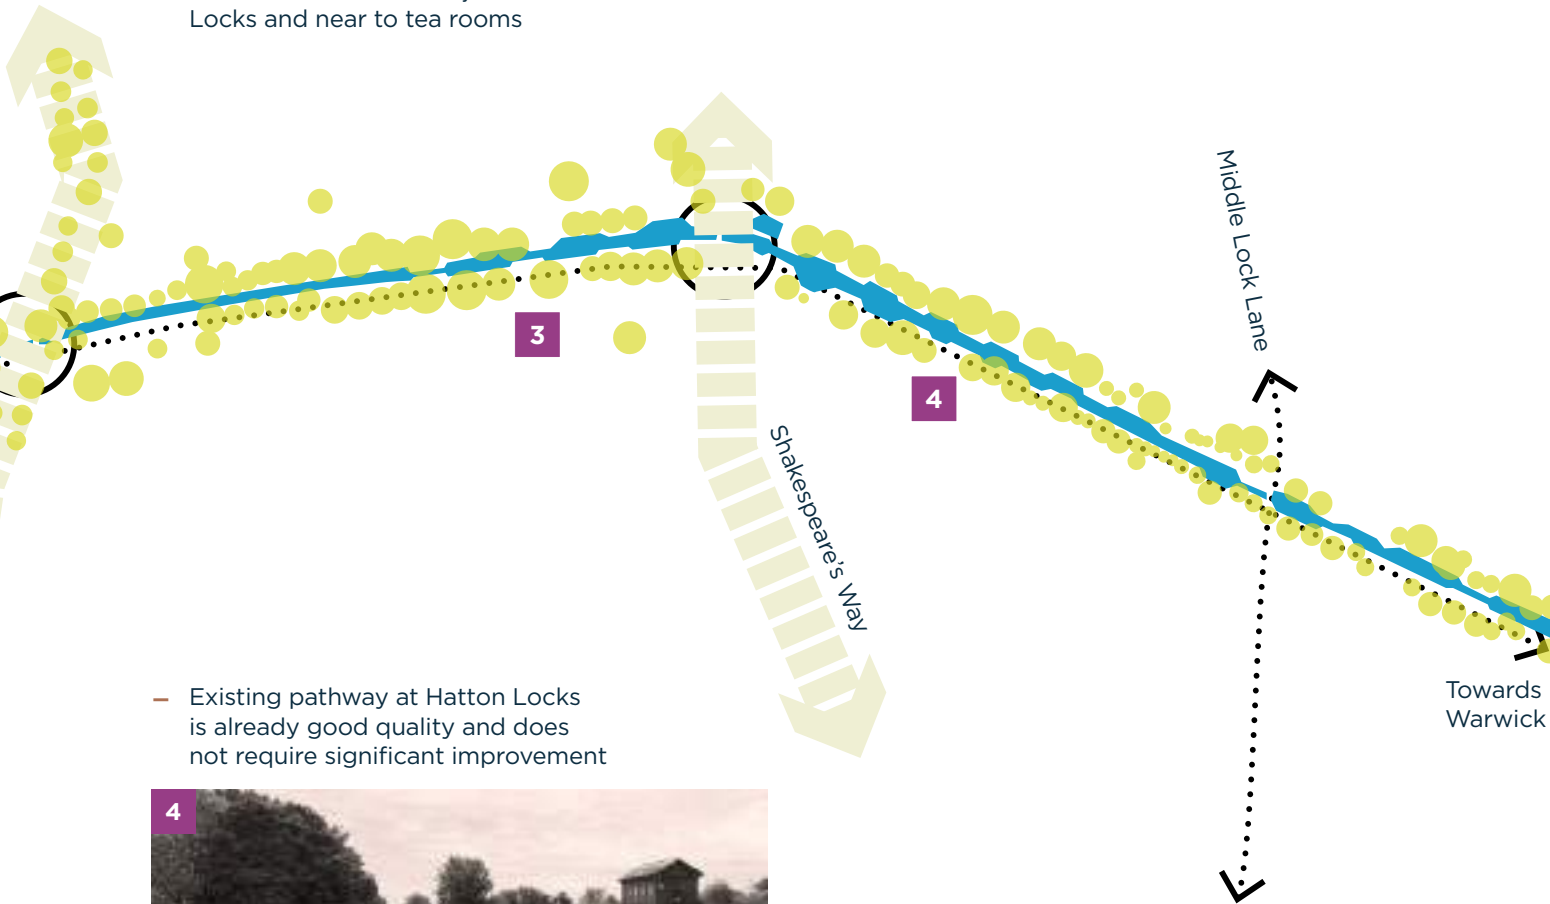 Locks and near to tea rooms
Middle Lock Lane
3
4
Shakespeare's Way
– Existing pathway at Hatton Locks
is already good quality and does
not require significant improvement
Towards
Warwick
4